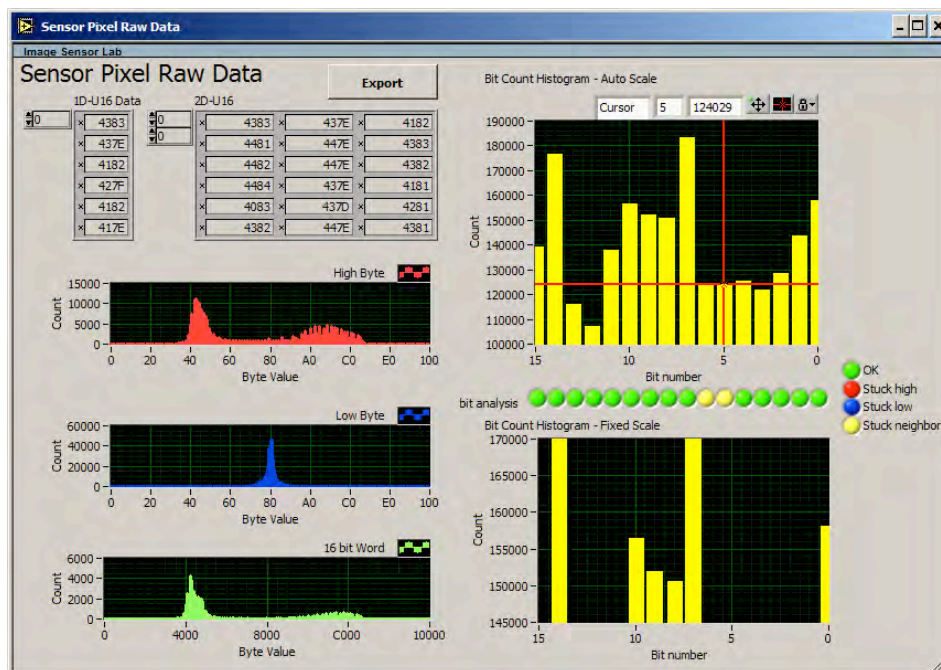 Sensor Pixel Raw Data
Image Sensor Lab
Sensor Pixel Raw Data
Export
1D-U16 Data
2D-U16
0
0
0
x 4383
x 437E
x 4182
x 427F
x 4182
x 417E
x 4383 x 437E x 4182
x 4481 x 447E x 4383
x 4482 x 447E x 4382
x 4484 x 437E x 4181
x 4083 x 437D x 4281
x 4382 x 447E x 4381
High Byte
Count
15000
10000
5000
0
0 20 40 60 80 A0 C0 E0 100
Byte Value
Low Byte
Count
60000
40000
20000
0
0 20 40 60 80 A0 C0 E0 100
Byte Value
16 bit Word
Count
6000
4000
2000
0
0 4000 8000 C000 10000
Byte Value
Bit Count Histogram - Auto Scale
Cursor 5 124029
Count
190000
180000
170000
160000
150000
140000
130000
120000
110000
100000
15 10 5 0
Bit number
bit analysis
OK
Stuck high
Stuck low
Stuck neighbor
Bit Count Histogram - Fixed Scale
Count
170000
165000
160000
155000
150000
145000
15 10 5 0
Bit number